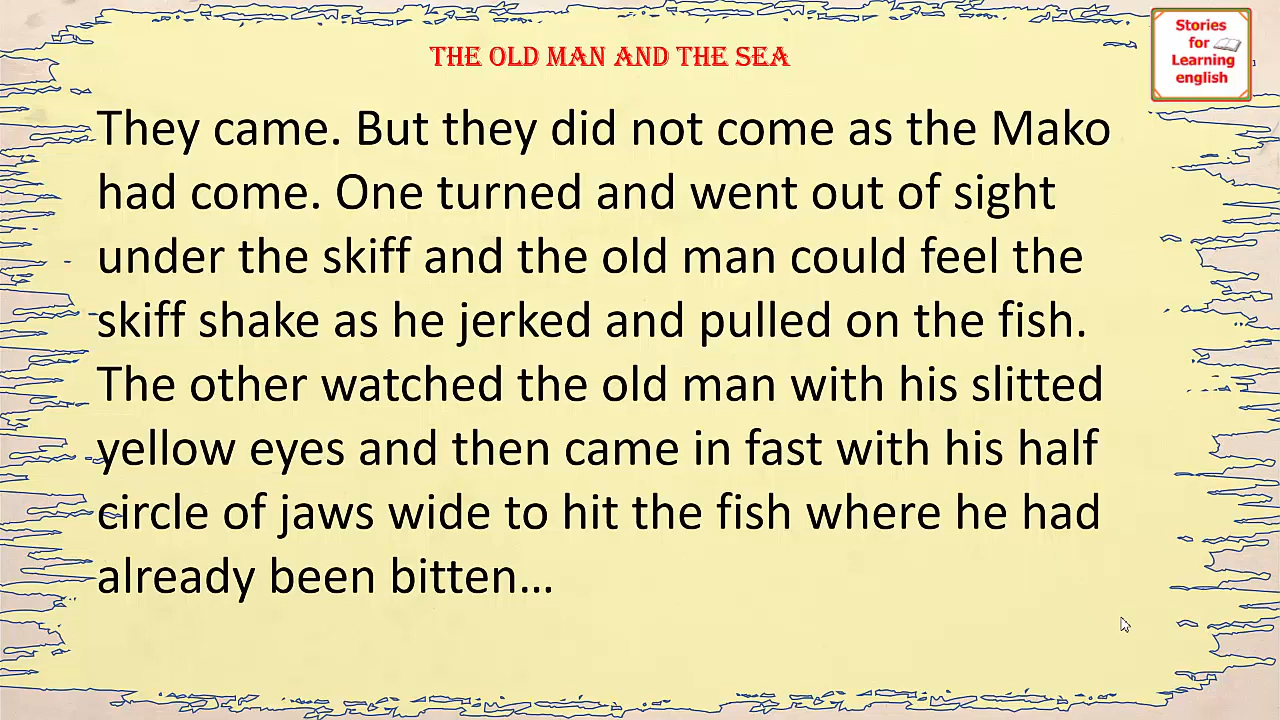 THE OLD MAN AND THE SEA
Stories
for
Learning
english
They came. But they did not come as the Mako
had come. One turned and went out of sight
under the skiff and the old man could feel the
skiff shake as he jerked and pulled on the fish.
The other watched the old man with his slitted
yellow eyes and then came in fast with his half
circle of jaws wide to hit the fish where he had
already been bitten...